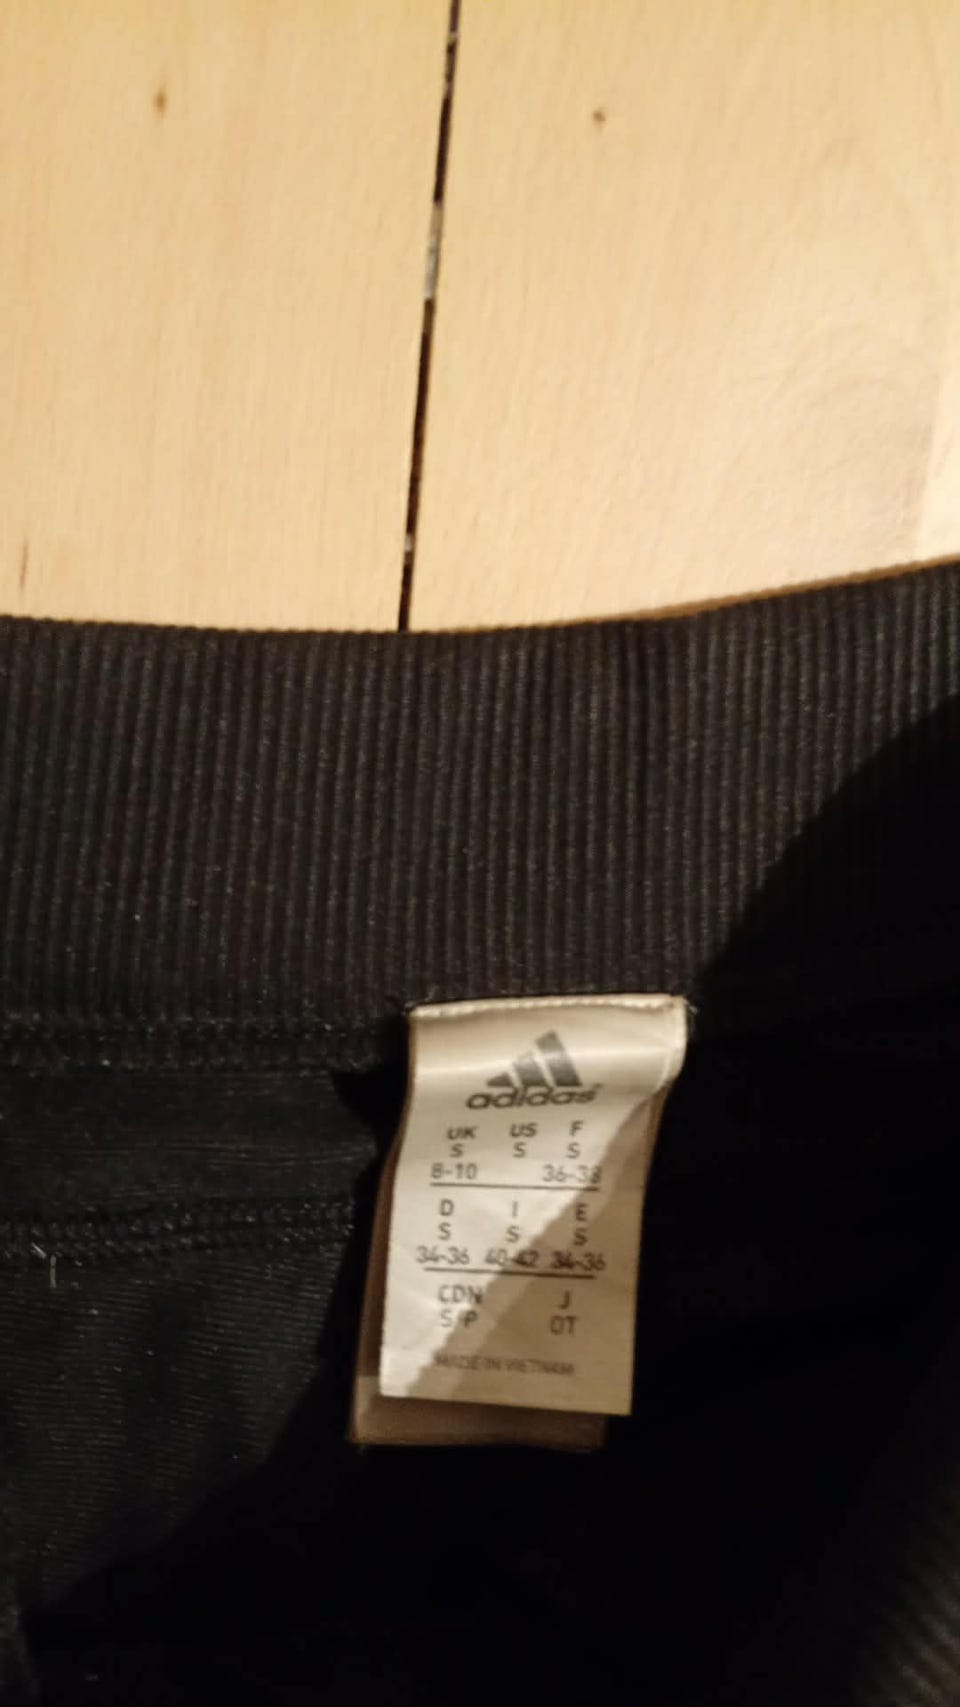 adidas
UK US F
S S S
8-10 36-38
D I E
S S S
34-36 40-42 34-36
CDN J
S/P OT
MADE IN VIETNAM